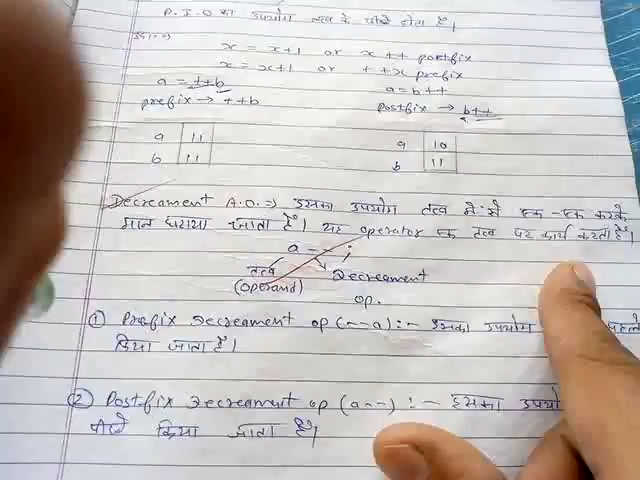 P.I.O का उपयोग तत्व के पीछे होता है।
x = x+1 or x++ postfix
x = x+1 or ++x prefix
a = ++b a = b++
prefix → ++b postfix → b++
a 11 a 10
b 11 b 11
Decreament A.O. ⇒ इसका उपयोग तत्व में से एक-एक करके
मान घटाया जाता है। यह operator एक तत्व पर कार्य करता है।
a -- ;
तत्व Decreament
(operand) op.
① Prefix Decreament op (--a) :- इसका उपयोग पहले
किया जाता है।
② Postfix Decreament op (a--) :- इसका
पीछे किया जाता है।